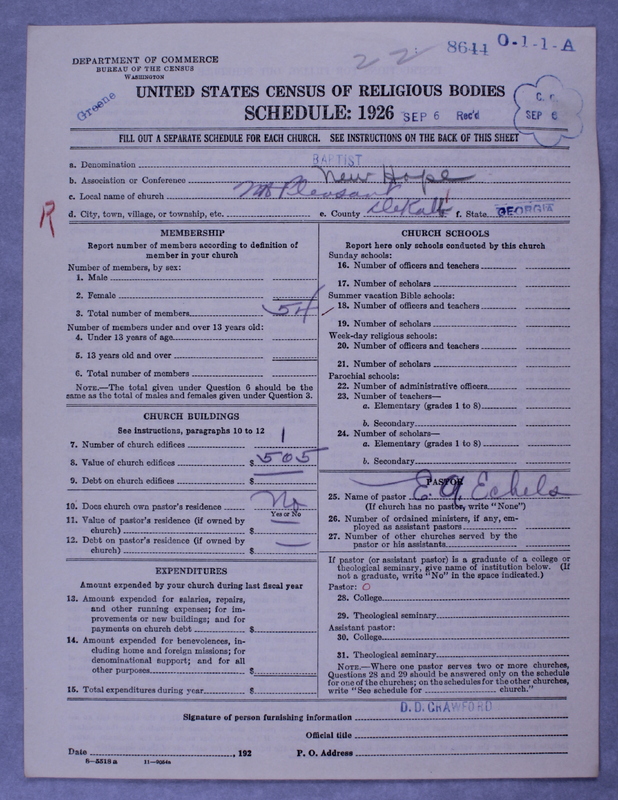 22 8644 O-1-1-A
DEPARTMENT OF COMMERCE
BUREAU OF THE CENSUS
WASHINGTON
Greene
UNITED STATES CENSUS OF RELIGIOUS BODIES
SCHEDULE: 1926 SEP 6 Rec'd
SEP 6
FILL OUT A SEPARATE SCHEDULE FOR EACH CHURCH. SEE INSTRUCTIONS ON THE BACK OF THIS SHEET
a. Denomination BAPTIST
b. Association or Conference New Hope
c. Local name of church Mt Pleasant
R
d. City, town, village, or township, etc. e. County DeKalb f. State GEORGIA
MEMBERSHIP
Report number of members according to definition of
member in your church
Number of members, by sex:
1. Male
2. Female
3. Total number of members 54
Number of members under and over 13 years old:
4. Under 13 years of age
5. 13 years old and over
6. Total number of members
NOTE.—The total given under Question 6 should be the
same as the total of males and females given under Question 3.
CHURCH BUILDINGS
See instructions, paragraphs 10 to 12
7. Number of church edifices 1
8. Value of church edifices $505
9. Debt on church edifices $
10. Does church own pastor's residence No
Yes or No
11. Value of pastor's residence (if owned by
church) $
12. Debt on pastor's residence (if owned by
church) $
EXPENDITURES
Amount expended by your church during last fiscal year
13. Amount expended for salaries, repairs,
and other running expenses; for im-
provements or new buildings; and for
payments on church debt $
14. Amount expended for benevolences, in-
cluding home and foreign missions; for
denominational support; and for all
other purposes $
15. Total expenditures during year $
CHURCH SCHOOLS
Report here only schools conducted by this church
Sunday schools:
16. Number of officers and teachers
17. Number of scholars
Summer vacation Bible schools:
18. Number of officers and teachers
19. Number of scholars
Week-day religious schools:
20. Number of officers and teachers
21. Number of scholars
Parochial schools:
22. Number of administrative officers
23. Number of teachers—
a. Elementary (grades 1 to 8)
b. Secondary
24. Number of scholars—
a. Elementary (grades 1 to 8)
b. Secondary
PASTOR
25. Name of pastor E A Echels
(If church has no pastor, write "None")
26. Number of ordained ministers, if any, em-
ployed as assistant pastors
27. Number of other churches served by the
pastor or his assistants
If pastor (or assistant pastor) is a graduate of a college or
theological seminary, give name of institution below. (If
not a graduate, write "No" in the space indicated.)
Pastor: O
28. College
29. Theological seminary
Assistant pastor:
30. College
31. Theological seminary
NOTE.—Where one pastor serves two or more churches,
Questions 28 and 29 should be answered only on the schedule
for one of the churches; on the schedules for the other churches,
write "See schedule for church."
D. D. CRAWFORD
Signature of person furnishing information
Official title
Date , 192 P. O. Address
8—5518a 11—9084a